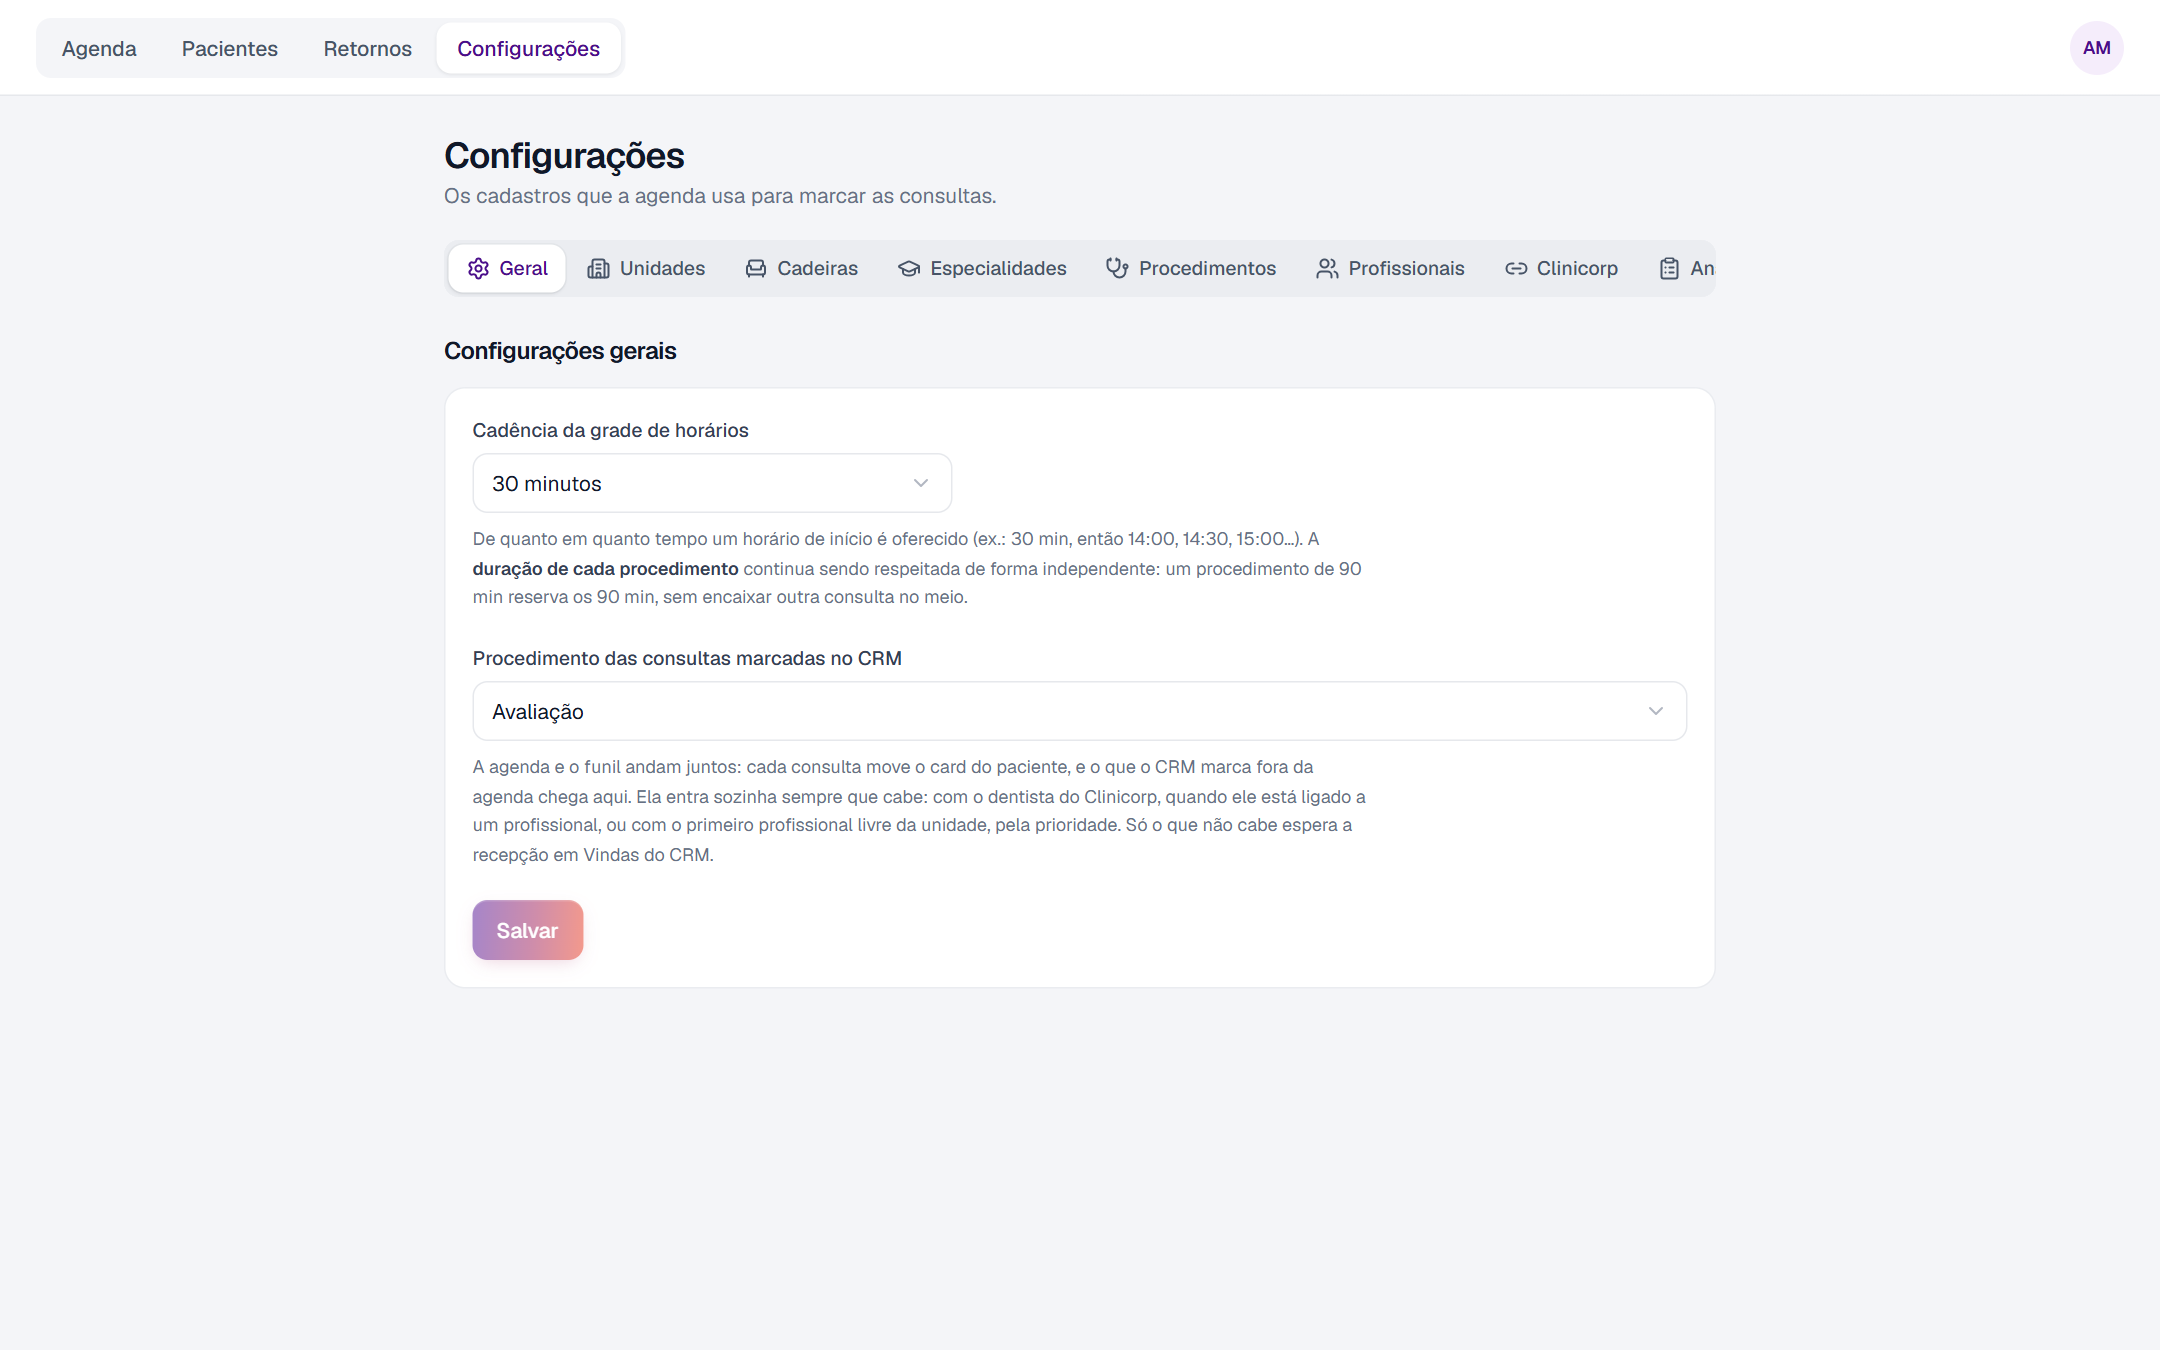 Agenda
Pacientes
Retornos
Configurações
AM
Configurações
Os cadastros que a agenda usa para marcar as consultas.
Geral
Unidades
Cadeiras
Especialidades
Procedimentos
Profissionais
Clinicorp
An
Configurações gerais
Cadência da grade de horários
30 minutos
De quanto em quanto tempo um horário de início é oferecido (ex.: 30 min, então 14:00, 14:30, 15:00…). A
duração de cada procedimento continua sendo respeitada de forma independente: um procedimento de 90
min reserva os 90 min, sem encaixar outra consulta no meio.
Procedimento das consultas marcadas no CRM
Avaliação
A agenda e o funil andam juntos: cada consulta move o card do paciente, e o que o CRM marca fora da
agenda chega aqui. Ela entra sozinha sempre que cabe: com o dentista do Clinicorp, quando ele está ligado a
um profissional, ou com o primeiro profissional livre da unidade, pela prioridade. Só o que não cabe espera a
recepção em Vindas do CRM.
Salvar